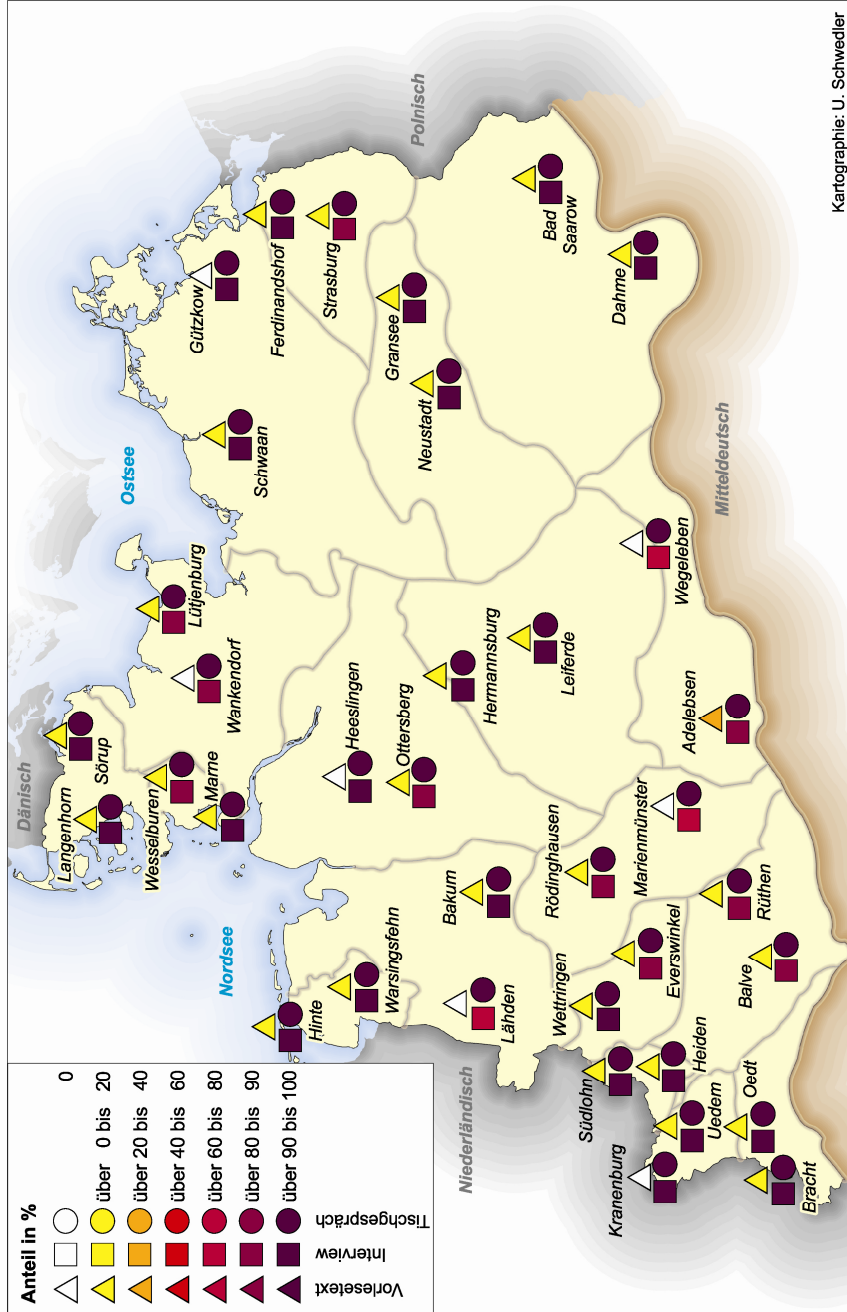 Anteil in %
0
über 0 bis 20
über 20 bis 40
über 40 bis 60
über 60 bis 80
über 80 bis 90
über 90 bis 100
Vorlesetext
Interview
Tischgespräch
Dänisch
Nordsee
Ostsee
Polnisch
Niederländisch
Mitteldeutsch
Langenhorn
Sörup
Wesselburen
Marne
Lütjenburg
Wankendorf
Schwaan
Gützkow
Ferdinandshof
Strasburg
Gransee
Neustadt
Bad
Saarow
Dahme
Heeslingen
Ottersberg
Hermannsburg
Leiferde
Wegeleben
Adelebsen
Hinte
Warsingsfehn
Bakum
Lähden
Rödinghausen
Marienmünster
Wettringen
Everswinkel
Rüthen
Balve
Südlohn
Heiden
Kranenburg
Uedem
Oedt
Bracht
Kartographie: U. Schwedler